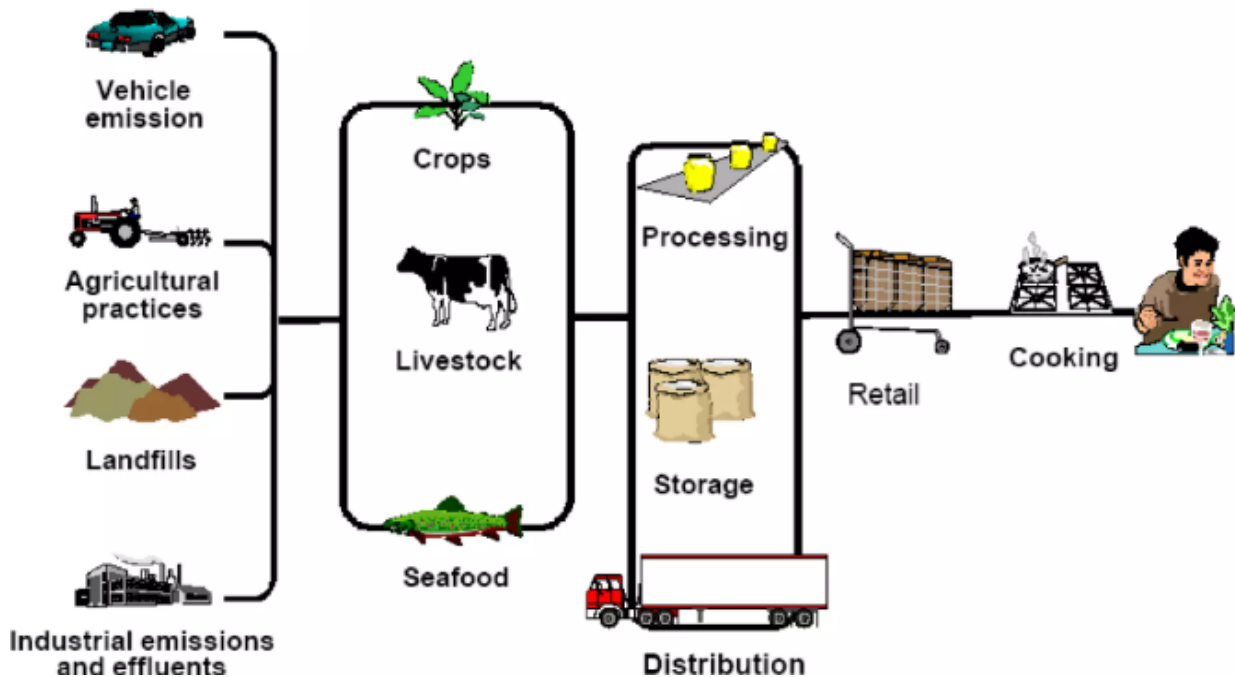 Vehicle
emission
Agricultural
practices
Landfills
Industrial emissions
and effluents
Crops
Livestock
Seafood
Processing
Storage
Distribution
Retail
Cooking